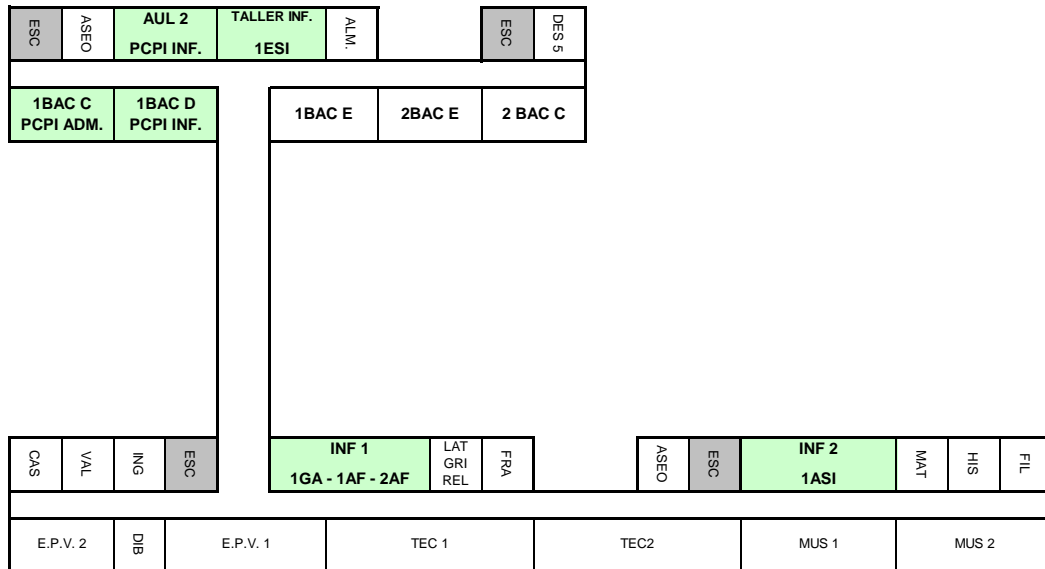 ESC
ASEO
AUL 2
PCPI INF.
TALLER INF.
1ESI
ALM.
ESC
DES 5
1BAC C
PCPI ADM.
1BAC D
PCPI INF.
1BAC E
2BAC E
2 BAC C
CAS
VAL
ING
ESC
INF 1
1GA - 1AF - 2AF
LAT
GRI
REL
FRA
ASEO
ESC
INF 2
1ASI
MAT
HIS
FIL
E.P.V. 2
DIB
E.P.V. 1
TEC 1
TEC2
MUS 1
MUS 2